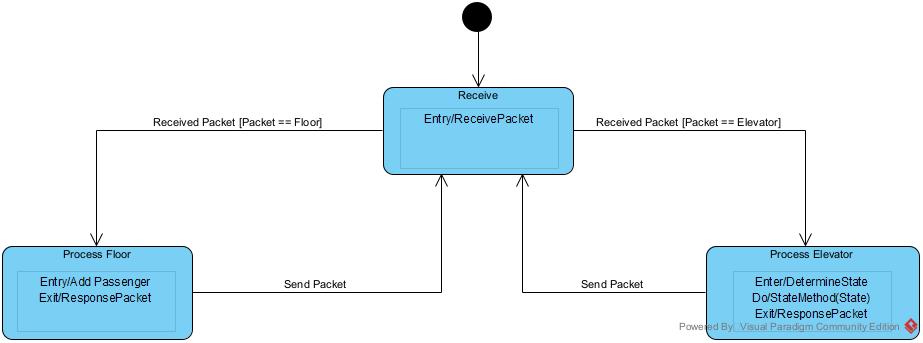 Receive
Entry/ReceivePacket
Received Packet [Packet == Floor]
Received Packet [Packet == Elevator]
Process Floor
Entry/Add Passenger
Exit/ResponsePacket
Send Packet
Send Packet
Process Elevator
Enter/DetermineState
Do/StateMethod(State)
Exit/ResponsePacket
Powered By: Visual Paradigm Community Edition